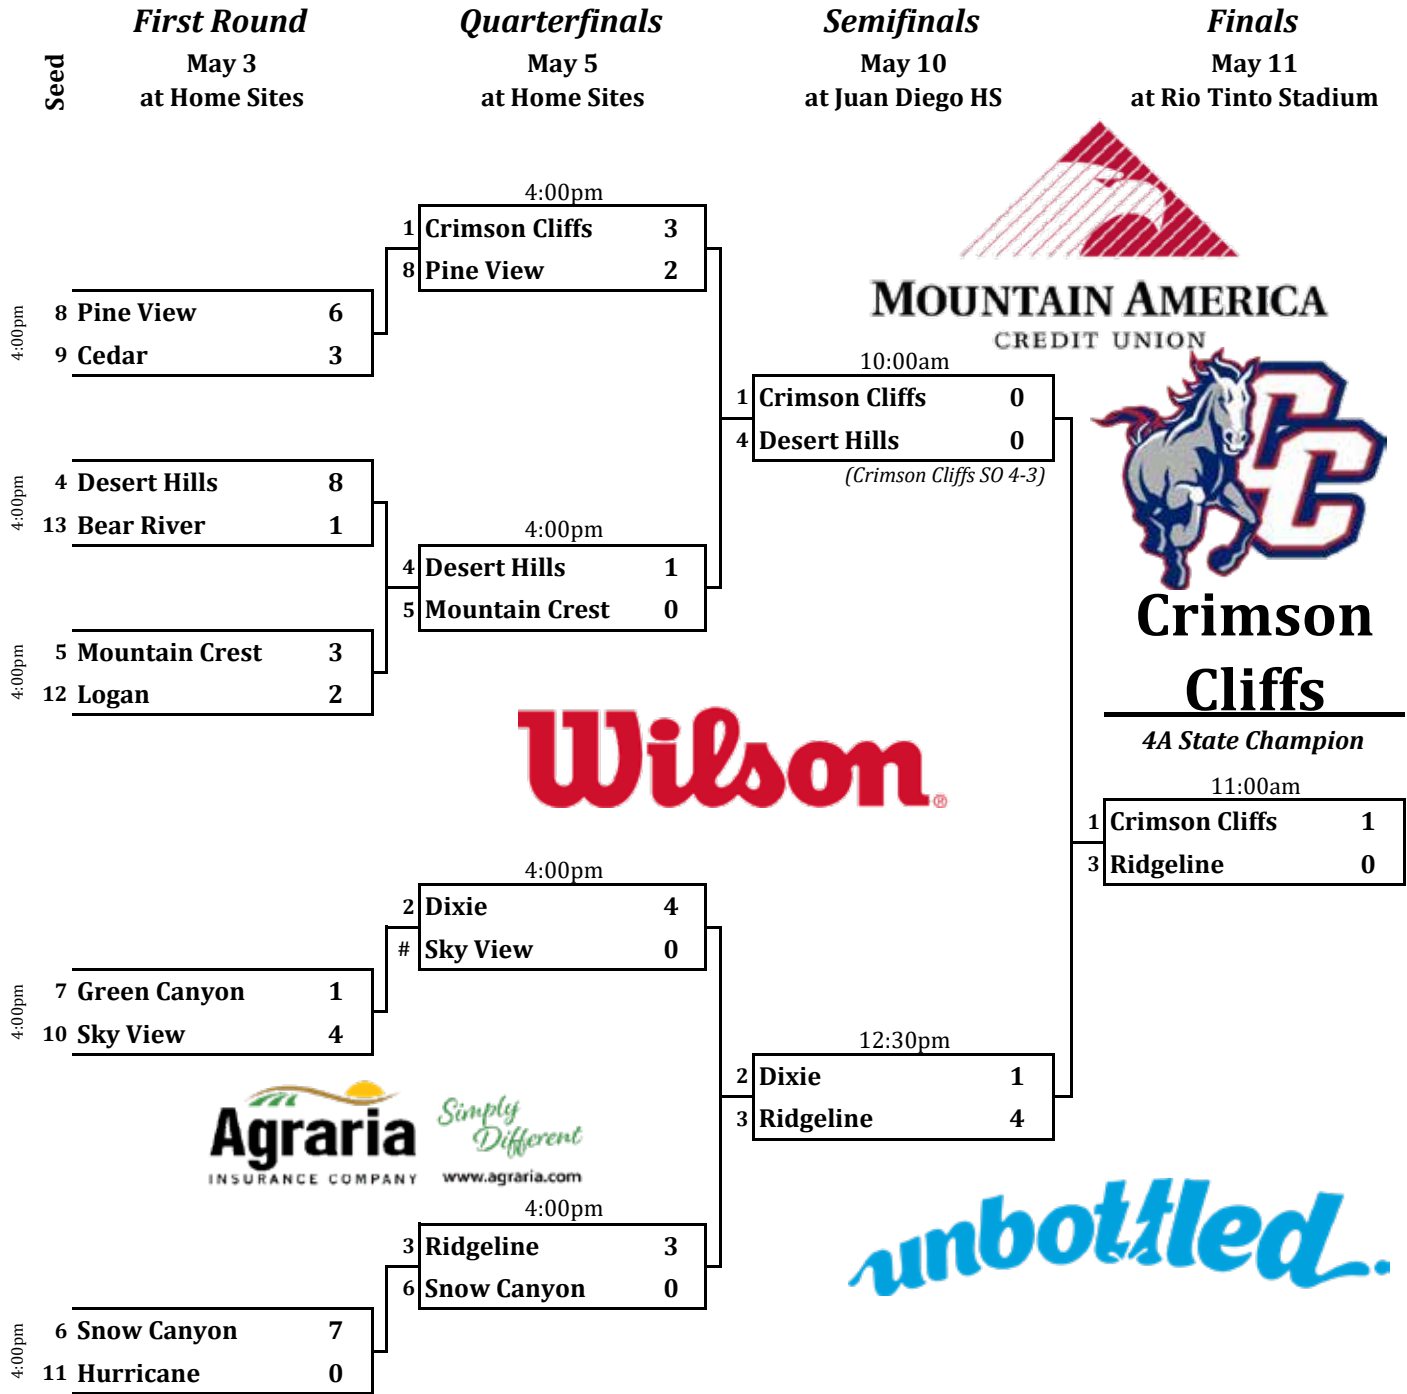 First Round Quarterfinals Semifinals Finals
Seed
May 3 May 5 May 10 May 11
at Home Sites at Home Sites at Juan Diego HS at Rio Tinto Stadium
MOUNTAIN AMERICA
CREDIT UNION
4:00pm
1 Crimson Cliffs 3
8 Pine View 2
4:00pm
8 Pine View 6
9 Cedar 3
10:00am
1 Crimson Cliffs 0
4 Desert Hills 0
(Crimson Cliffs SO 4-3)
CC
4:00pm
4 Desert Hills 8
13 Bear River 1
4:00pm
4 Desert Hills 1
5 Mountain Crest 0
4:00pm
5 Mountain Crest 3
12 Logan 2
Crimson
Cliffs
4A State Champion
Wilson®
11:00am
1 Crimson Cliffs 1
3 Ridgeline 0
4:00pm
2 Dixie 4
# Sky View 0
4:00pm
7 Green Canyon 1
10 Sky View 4
12:30pm
2 Dixie 1
3 Ridgeline 4
Agraria
INSURANCE COMPANY
Simply
Different
www.agraria.com
4:00pm
3 Ridgeline 3
6 Snow Canyon 0
unbottled.
4:00pm
6 Snow Canyon 7
11 Hurricane 0